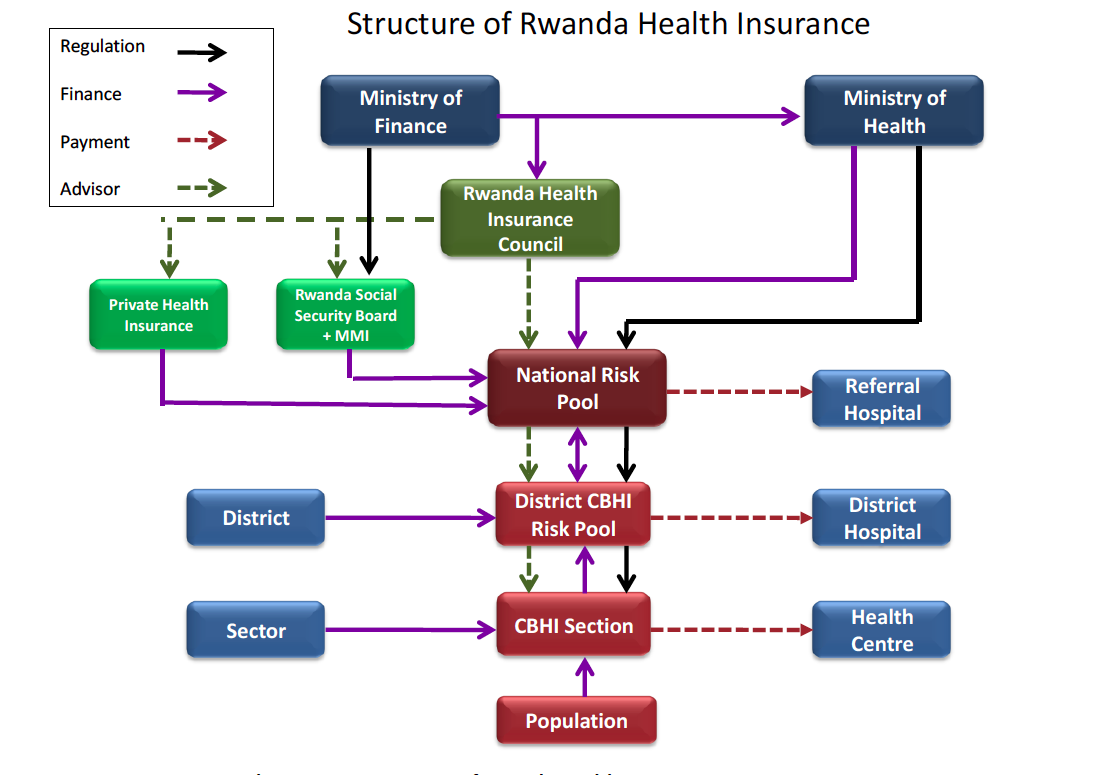 Structure of Rwanda Health Insurance
Regulation
Finance
Payment
Advisor
Ministry of
Finance
Ministry of
Health
Rwanda Health
Insurance
Council
Private Health
Insurance
Rwanda Social
Security Board
+ MMI
National Risk
Pool
Referral
Hospital
District
District CBHI
Risk Pool
District
Hospital
Sector
CBHI Section
Health
Centre
Population